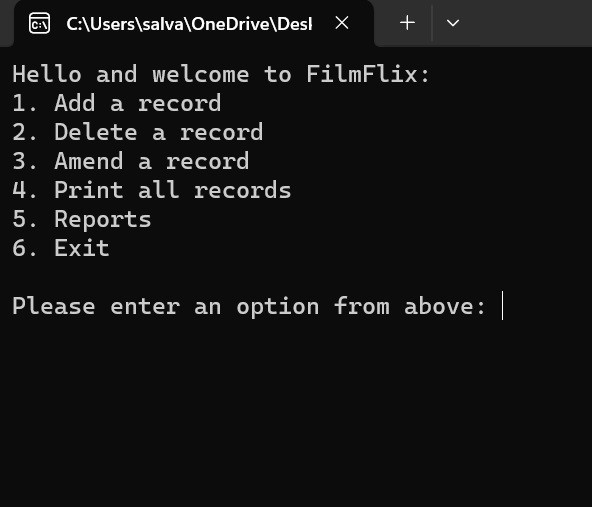 C:\Users\salva\OneDrive\Desl
Hello and welcome to FilmFlix:
1. Add a record
2. Delete a record
3. Amend a record
4. Print all records
5. Reports
6. Exit
Please enter an option from above: